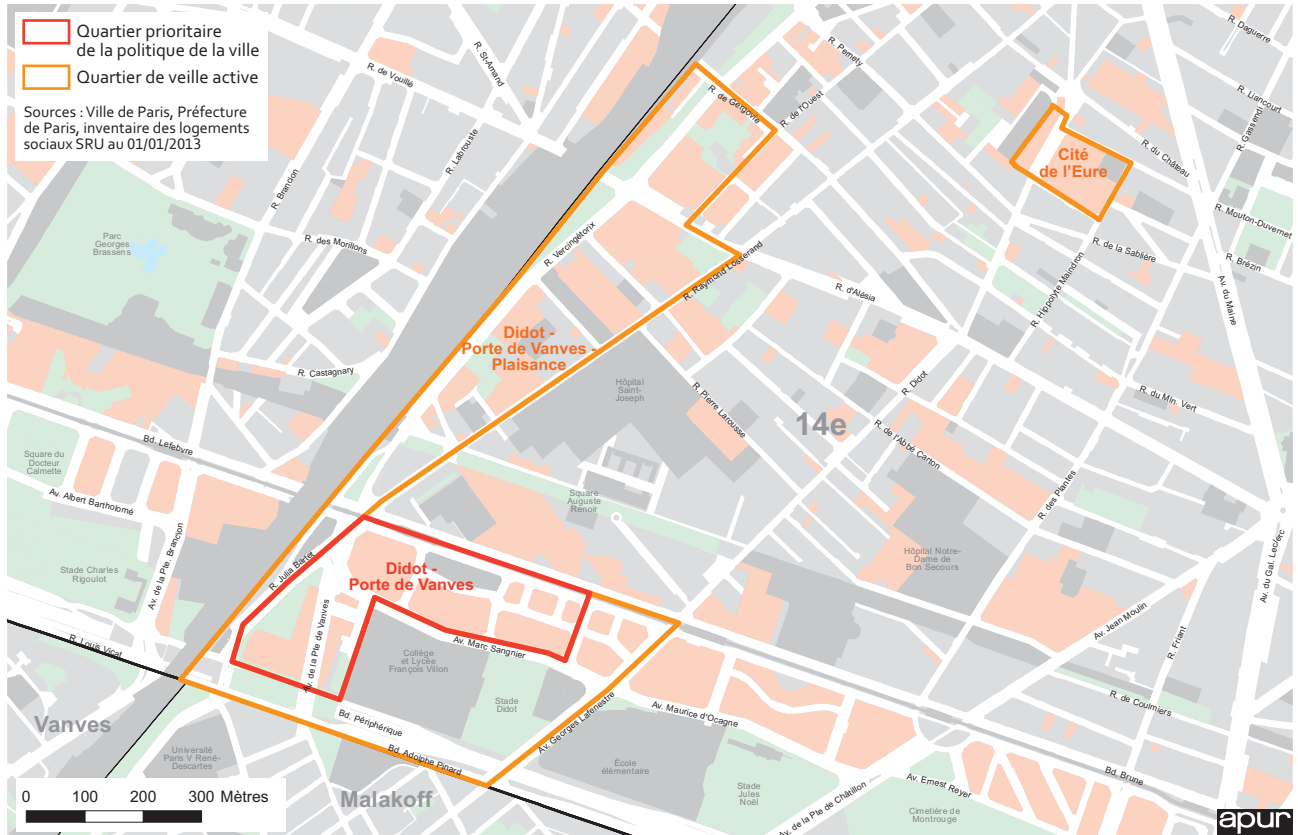 Quartier prioritaire
de la politique de la ville
Quartier de veille active
Sources : Ville de Paris, Préfecture
de Paris, inventaire des logements
sociaux SRU au 01/01/2013
R. de Vouillé
R. St-Amand
R. Labrouste
R. Brancion
R. des Morillons
Parc
Georges
Brassens
R. Castagnary
R. Vercingétorix
R. de Gergovie
R. de l'Ouest
R. Pernety
R. Daguerre
R. Liancourt
R. Gassendi
R. du Château
Cité
de l'Eure
R. Mouton-Duvernet
R. Brézin
R. de la Sablière
R. Hippolyte Maindron
Av. du Maine
R. Raymond Losserand
R. d'Alésia
Didot -
Porte de Vanves -
Plaisance
Hôpital
Saint-
Joseph
R. Pierre Larousse
14e
R. Didot
R. du Mln. Vert
R. de l'Abbé Carton
R. des Plantes
Bd. Lefebvre
Square du
Docteur
Calmette
Av. Albert Bartholomé
Av. de la Pte. Brancion
Stade Charles
Rigoulot
Square
Auguste
Renoir
Hôpital Notre-
Dame de
Bon Secours
Av. du Gal. Leclerc
Av. Jean Moulin
R. Friant
R. de Coulmiers
R. Julia Bartet
Didot -
Porte de Vanves
Av. de la Pte de Vanves
Av. Marc Sangnier
Collège
et Lycée
François Villon
Stade
Didot
R. Louis Vicat
Vanves
Université
Paris V René-
Descartes
Bd. Périphérique
Bd. Adolphe Pinard
Malakoff
Av. Georges Lafenestre
Av. Maurice d'Ocagne
École
élémentaire
Stade
Jules
Noël
Av. de la Pte de Châtillon
Av. Ernest Reyer
Cimetière de
Montrouge
Bd. Brune
0 100 200 300 Mètres
apur